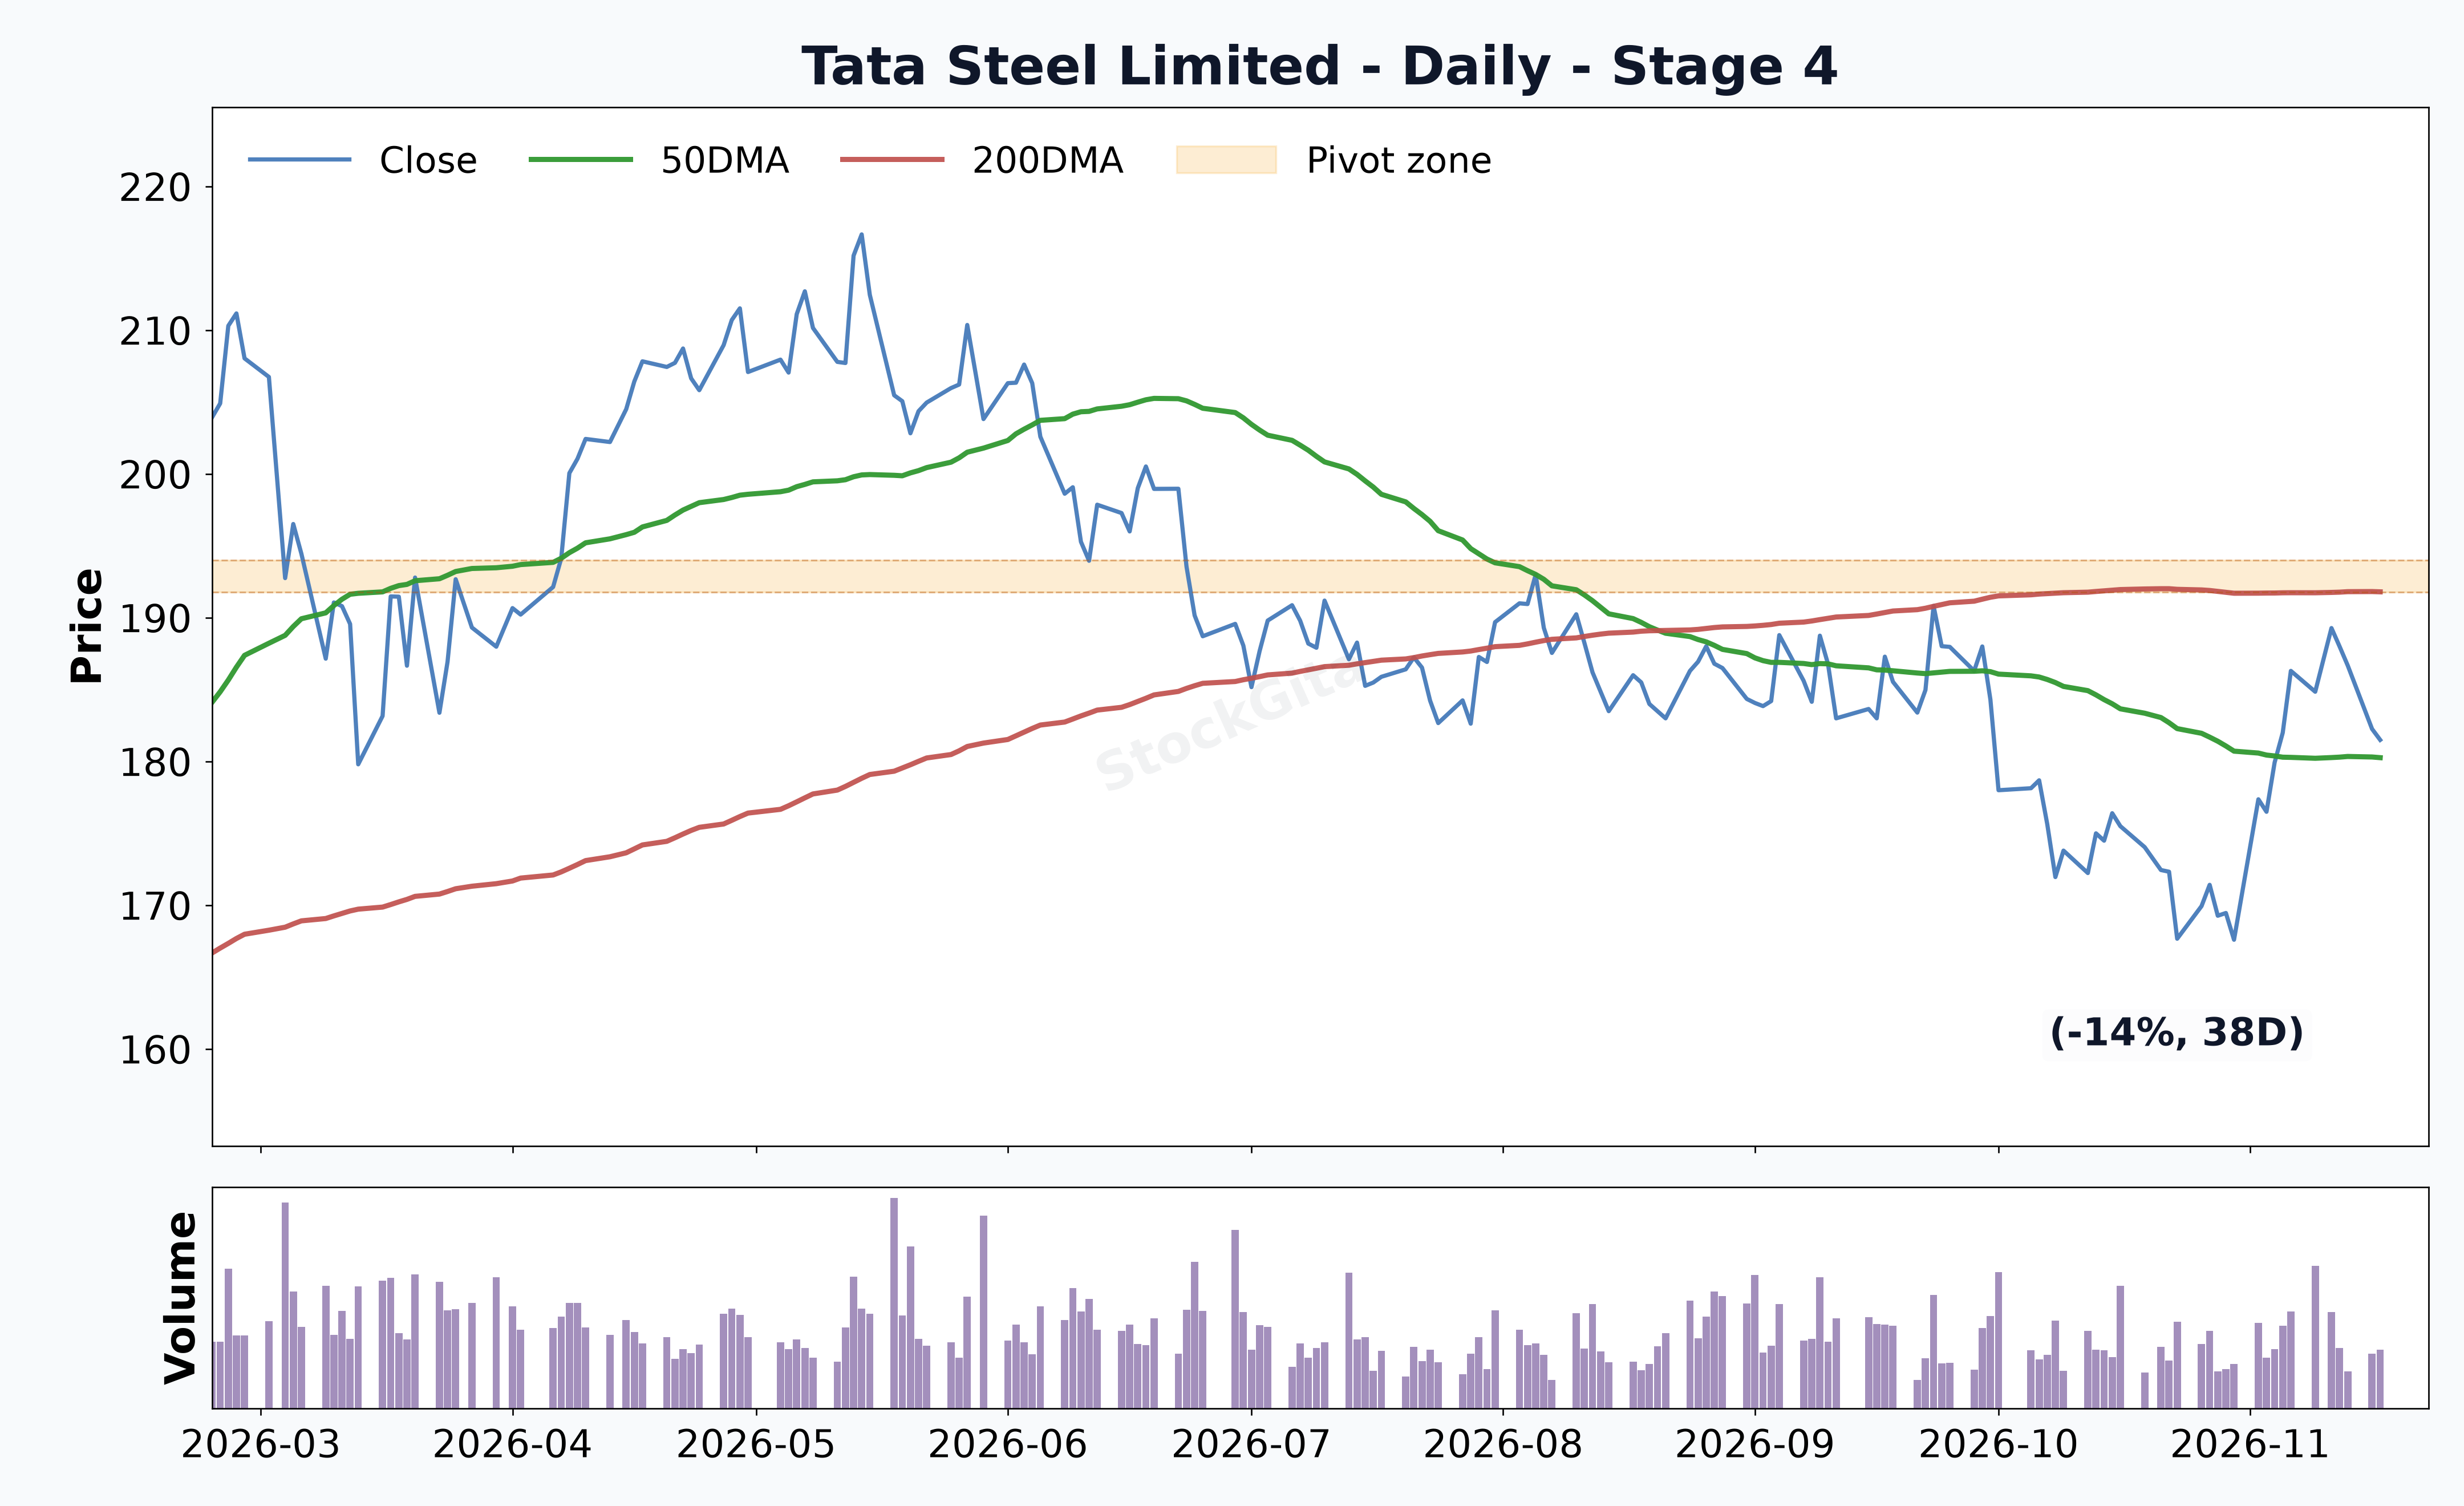 Tata Steel Limited - Daily - Stage 4
Close 50DMA 200DMA Pivot zone
220
210
200
190
180
170
160
Price
StockGita
(-14%, 38D)
Volume
2026-03 2026-04 2026-05 2026-06 2026-07 2026-08 2026-09 2026-10 2026-11